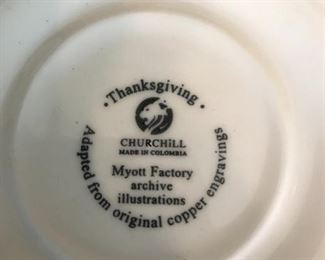 · Thanksgiving ·
CHURCHiLL
MADE IN COLOMBIA
Myott Factory
archive
illustrations
Adapted from original copper engravings